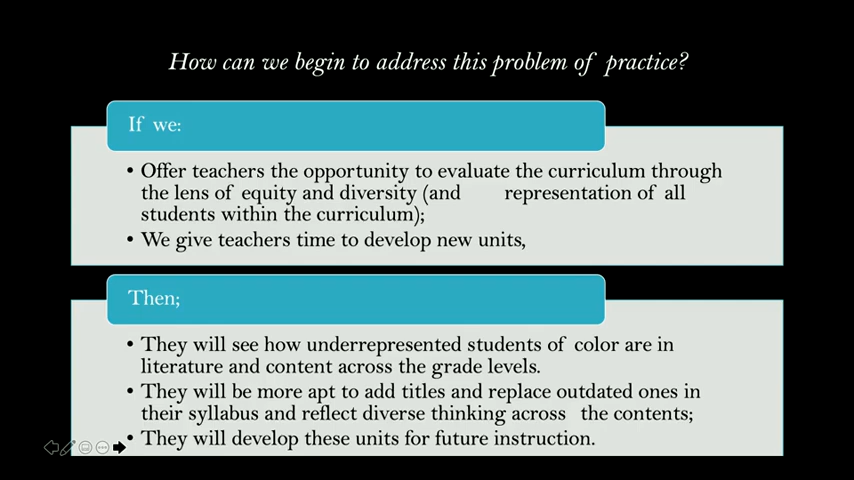 How can we begin to address this problem of practice?
If we:
• Offer teachers the opportunity to evaluate the curriculum through
the lens of equity and diversity (and representation of all
students within the curriculum);
• We give teachers time to develop new units,
Then;
• They will see how underrepresented students of color are in
literature and content across the grade levels.
• They will be more apt to add titles and replace outdated ones in
their syllabus and reflect diverse thinking across the contents;
• They will develop these units for future instruction.